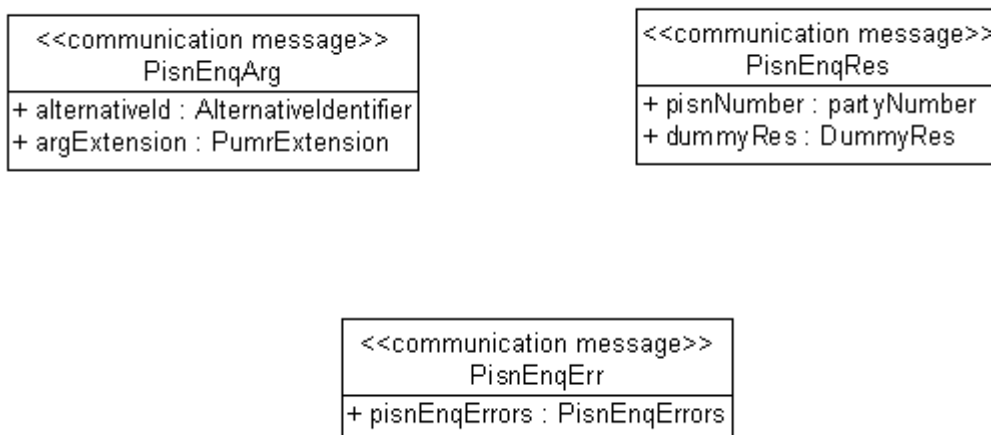 <<communication message>>
PisnEnqArg
+ alternativeId : AlternativeIdentifier
+ argExtension : PumrExtension
<<communication message>>
PisnEnqRes
+ pisnNumber : partyNumber
+ dummyRes : DummyRes
<<communication message>>
PisnEnqErr
+ pisnEnqErrors : PisnEnqErrors